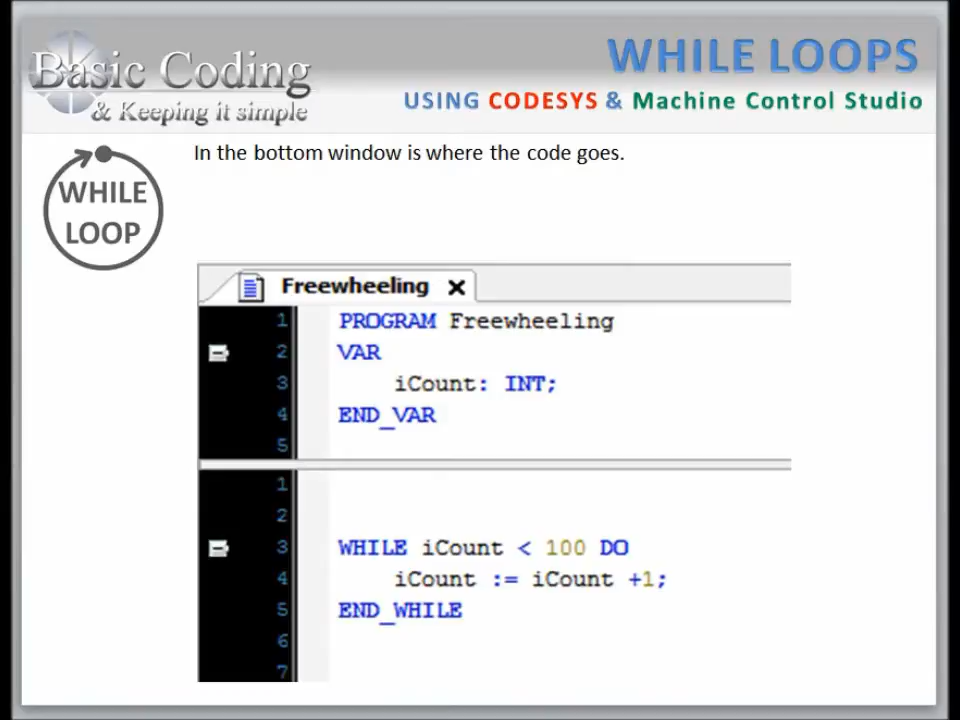 Basic Coding
& Keeping it simple
WHILE LOOPS
USING CODESYS & Machine Control Studio
WHILE
LOOP
In the bottom window is where the code goes.
Freewheeling
1 PROGRAM Freewheeling
2 VAR
3 iCount: INT;
4 END_VAR
5
1
2
3 WHILE iCount < 100 DO
4 iCount := iCount +1;
5 END_WHILE
6
7